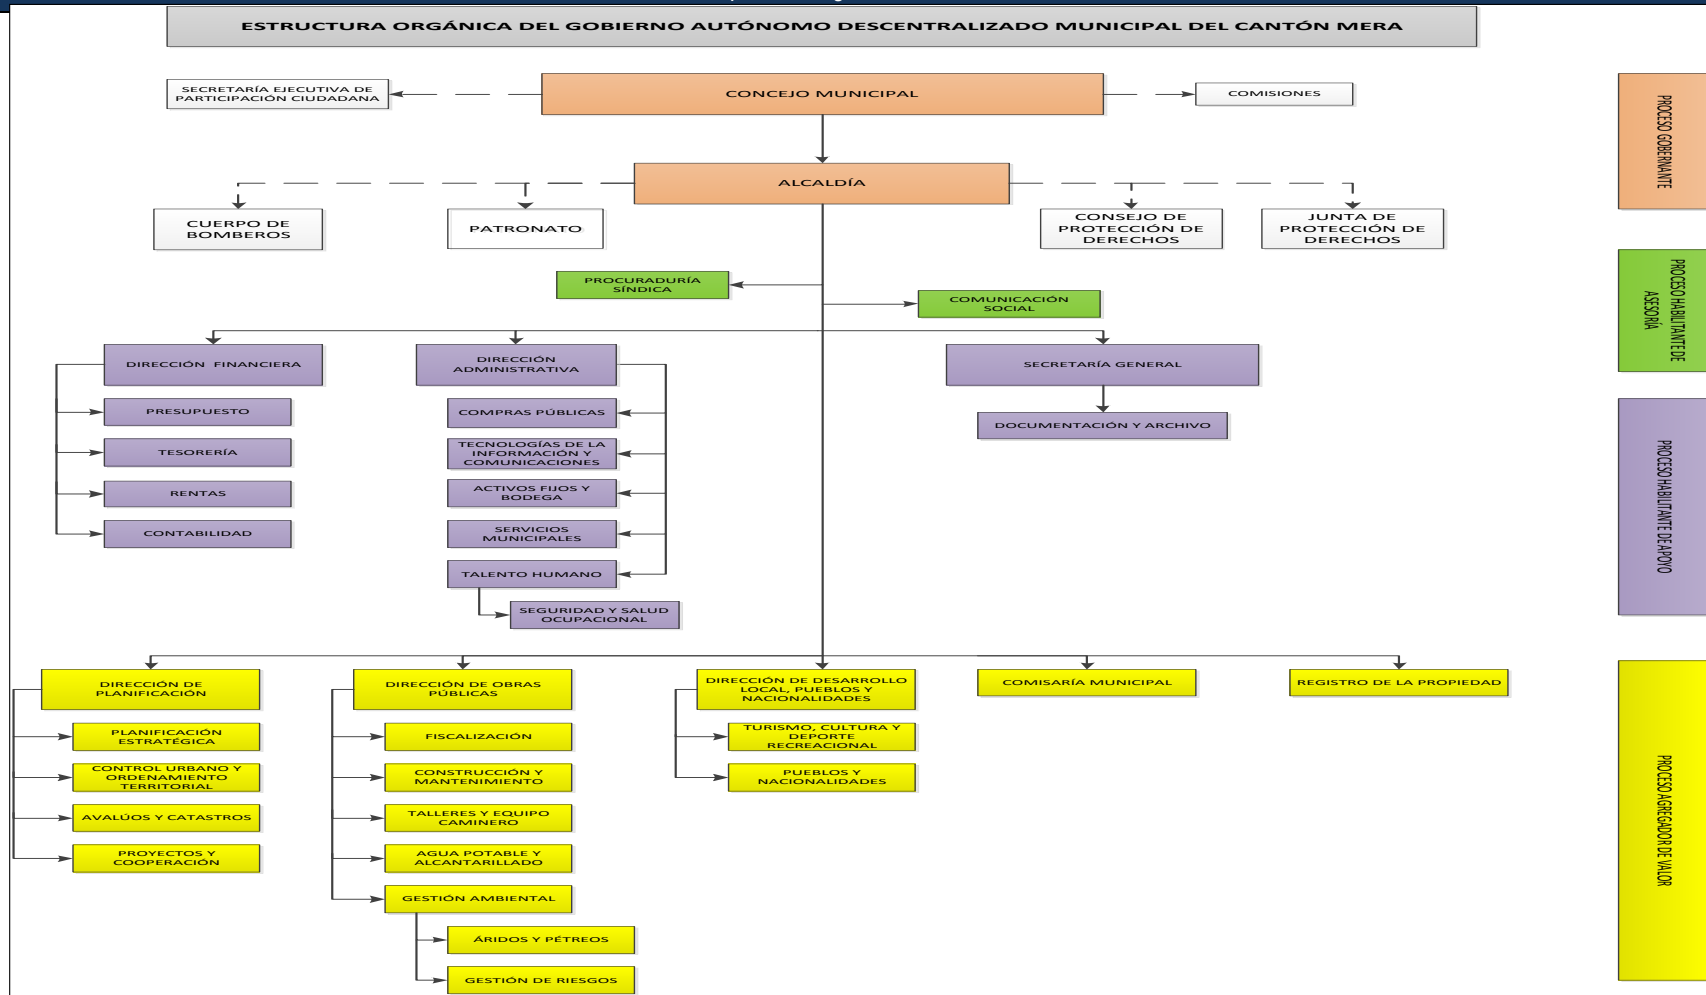 ESTRUCTURA ORGÁNICA DEL GOBIERNO AUTÓNOMO DESCENTRALIZADO MUNICIPAL DEL CANTÓN MERA
SECRETARÍA EJECUTIVA DE
PARTICIPACIÓN CIUDADANA
CONCEJO MUNICIPAL
COMISIONES
ALCALDÍA
CUERPO DE
BOMBEROS
PATRONATO
CONSEJO DE
PROTECCIÓN DE
DERECHOS
JUNTA DE
PROTECCIÓN DE
DERECHOS
PROCESO GOBERNANTE
PROCURADURÍA
SÍNDICA
COMUNICACIÓN
SOCIAL
PROCESO HABILITANTE DE
ASESORÍA
DIRECCIÓN FINANCIERA
PRESUPUESTO
TESORERÍA
RENTAS
CONTABILIDAD
DIRECCIÓN
ADMINISTRATIVA
COMPRAS PÚBLICAS
TECNOLOGÍAS DE LA
INFORMACIÓN Y
COMUNICACIONES
ACTIVOS FIJOS Y
BODEGA
SERVICIOS
MUNICIPALES
TALENTO HUMANO
SEGURIDAD Y SALUD
OCUPACIONAL
SECRETARÍA GENERAL
DOCUMENTACIÓN Y ARCHIVO
PROCESO HABILITANTE DE APOYO
DIRECCIÓN DE
PLANIFICACIÓN
PLANIFICACIÓN
ESTRATÉGICA
CONTROL URBANO Y
ORDENAMIENTO
TERRITORIAL
AVALÚOS Y CATASTROS
PROYECTOS Y
COOPERACIÓN
DIRECCIÓN DE OBRAS
PÚBLICAS
FISCALIZACIÓN
CONSTRUCCIÓN Y
MANTENIMIENTO
TALLERES Y EQUIPO
CAMINERO
AGUA POTABLE Y
ALCANTARILLADO
GESTIÓN AMBIENTAL
ÁRIDOS Y PÉTREOS
GESTIÓN DE RIESGOS
DIRECCIÓN DE DESARROLLO
LOCAL, PUEBLOS Y
NACIONALIDADES
TURISMO, CULTURA Y
DEPORTE
RECREACIONAL
PUEBLOS Y
NACIONALIDADES
COMISARÍA MUNICIPAL
REGISTRO DE LA PROPIEDAD
PROCESO AGREGADOR DE VALOR